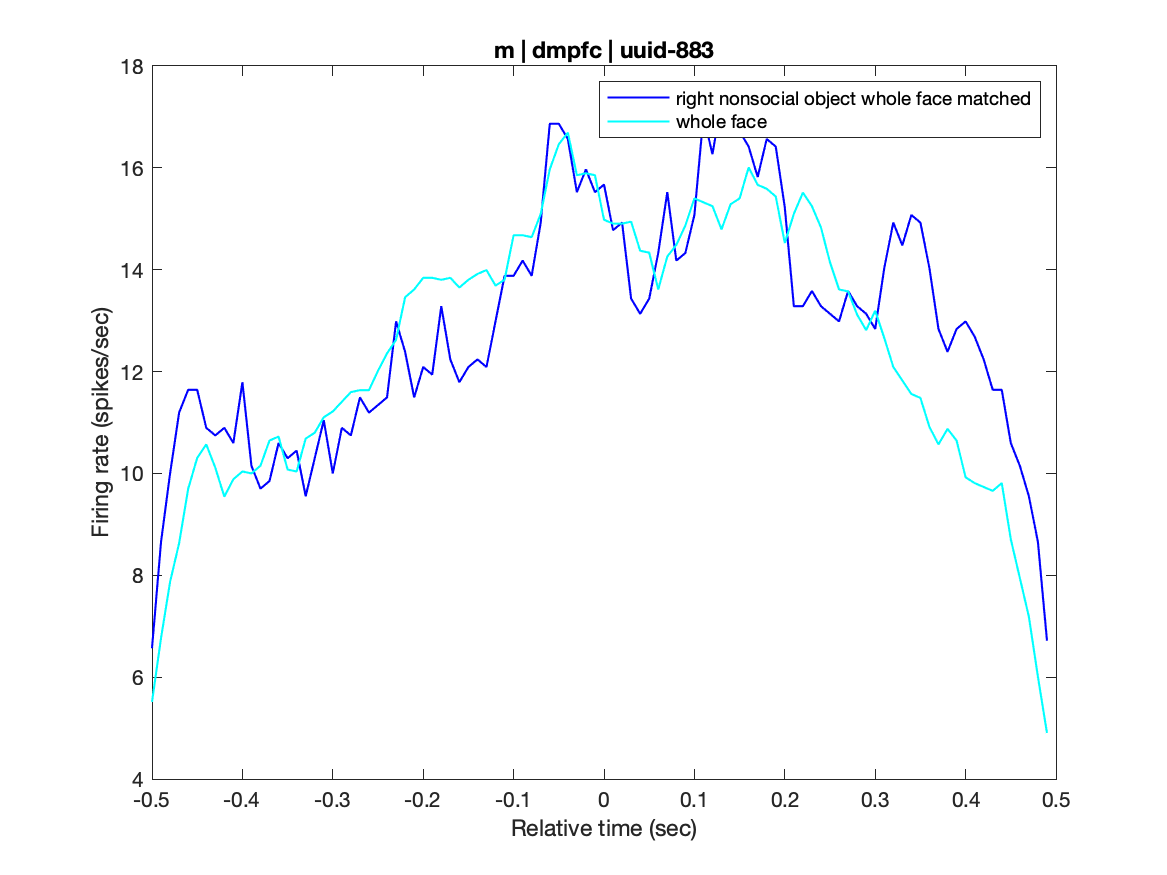 m | dmpfc | uuid-883
right nonsocial object whole face matched
whole face
Firing rate (spikes/sec)
18
16
14
12
10
8
6
4
-0.5 -0.4 -0.3 -0.2 -0.1 0 0.1 0.2 0.3 0.4 0.5
Relative time (sec)